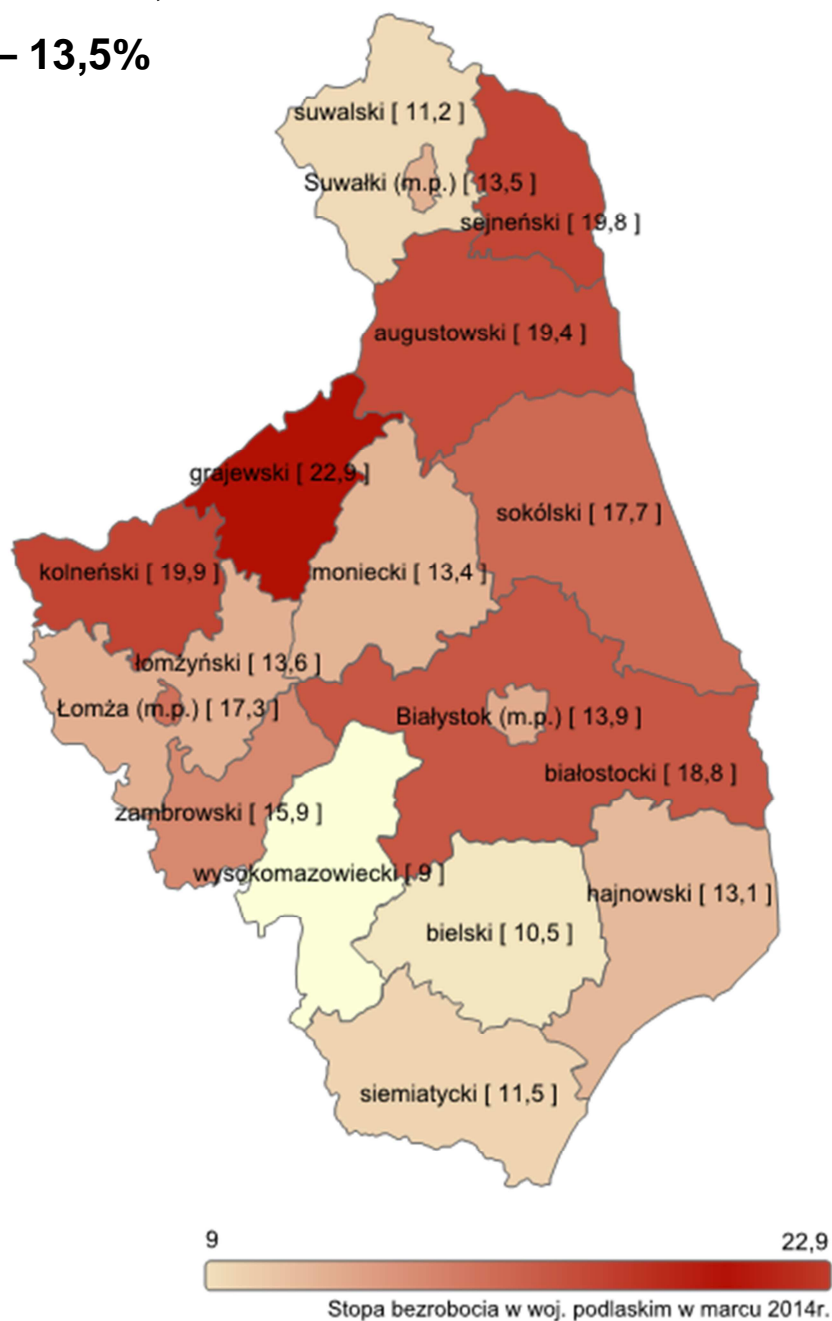 – 13,5%
suwalski [ 11,2 ]
Suwałki (m.p.) [ 13,5 ]
sejneński [ 19,8 ]
augustowski [ 19,4 ]
grajewski [ 22,9 ]
sokólski [ 17,7 ]
kolneński [ 19,9 ]
moniecki [ 13,4 ]
łomżyński [ 13,6 ]
Łomża (m.p.) [ 17,3 ]
Białystok (m.p.) [ 13,9 ]
białostocki [ 18,8 ]
zambrowski [ 15,9 ]
wysokomazowiecki [ 9 ]
hajnowski [ 13,1 ]
bielski [ 10,5 ]
siemiatycki [ 11,5 ]
9
22,9
Stopa bezrobocia w woj. podlaskim w marcu 2014r.